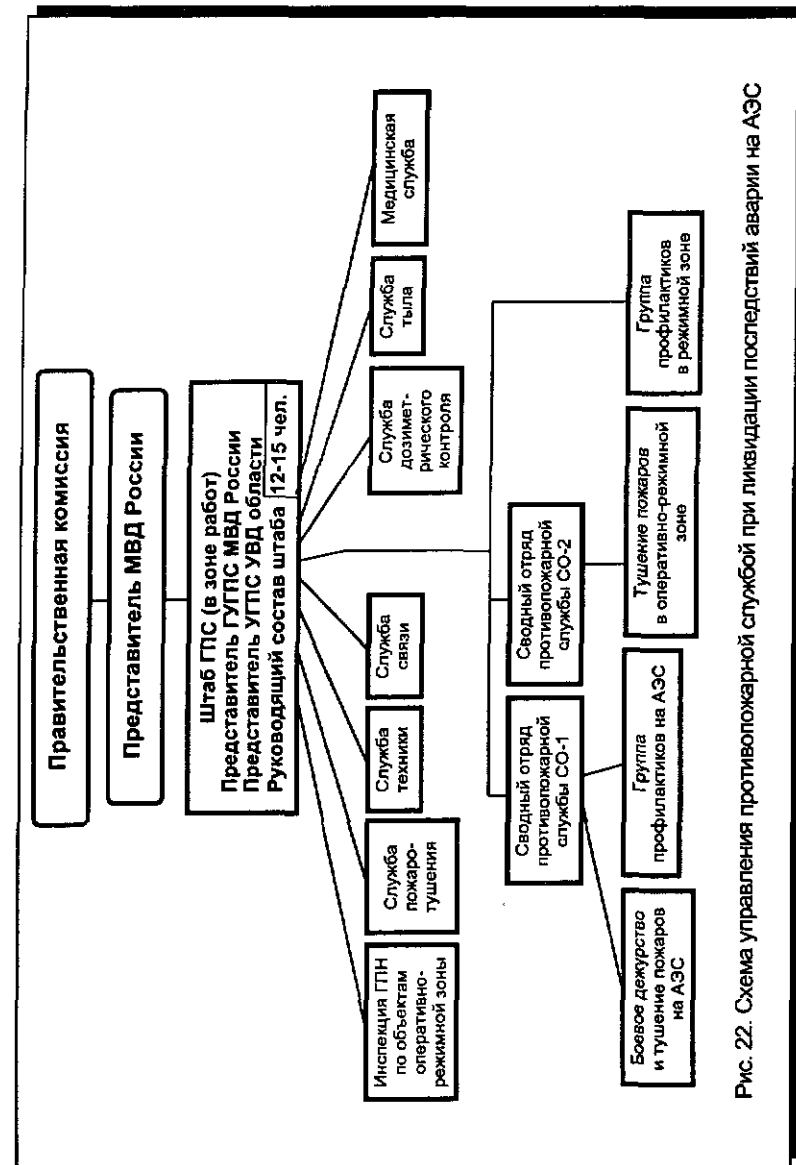 Правительственная комиссия
Представитель МВД России
Штаб ГПС (в зоне работ)
Представитель ГУГПС МВД России
Представитель УГПС УВД области
Руководящий состав штаба 12-15 чел.
Инспекция ГПН
по объектам
оперативно-
режимной зоны
Служба
пожаро-
тушения
Служба
техники
Служба
связи
Служба
дозимет-
рического
контроля
Служба
тыла
Медицинская
служба
Сводный отряд
противопожарной
службы СО-1
Сводный отряд
противопожарной
службы СО-2
Боевое дежурство
и тушение пожаров
на АЭС
Группа
профилактиков на АЭС
Тушение пожаров
в оперативно-режимной
зоне
Группа
профилактиков
в режимной зоне
Рис. 22. Схема управления противопожарной службой при ликвидации последствий аварии на АЭС